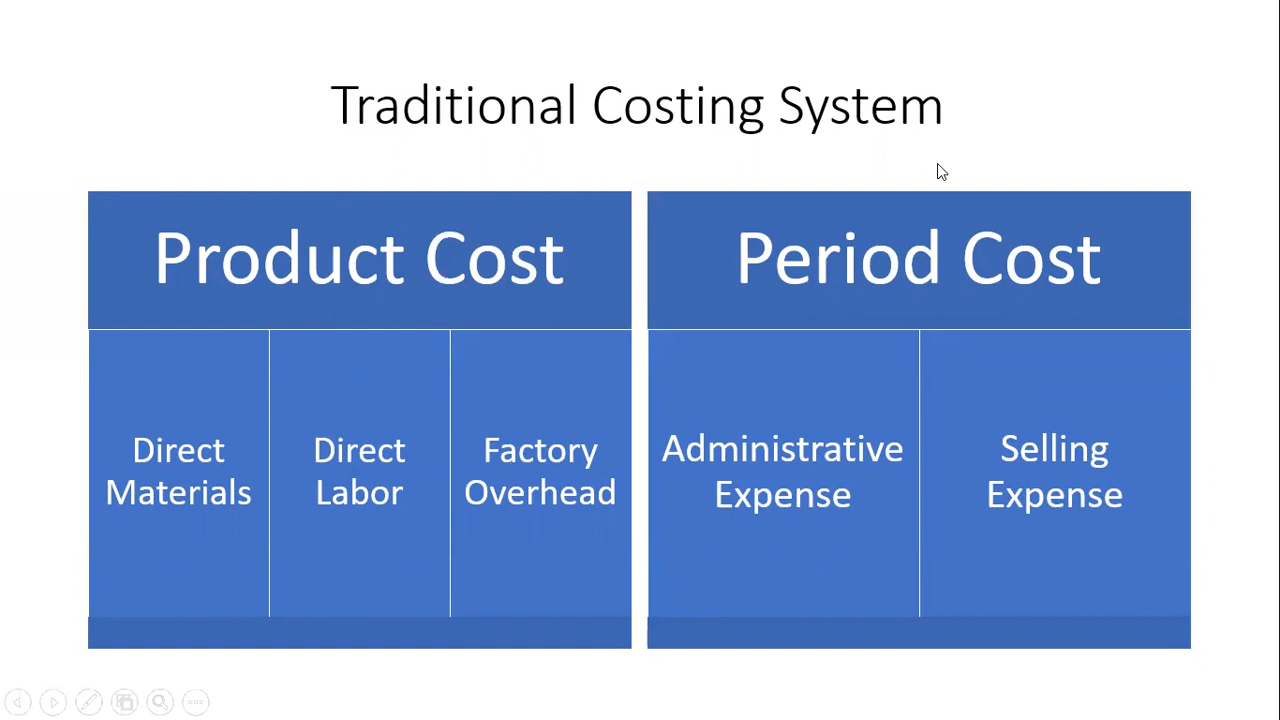 Traditional Costing System
Product Cost
Direct
Materials
Direct
Labor
Factory
Overhead
Period Cost
Administrative
Expense
Selling
Expense